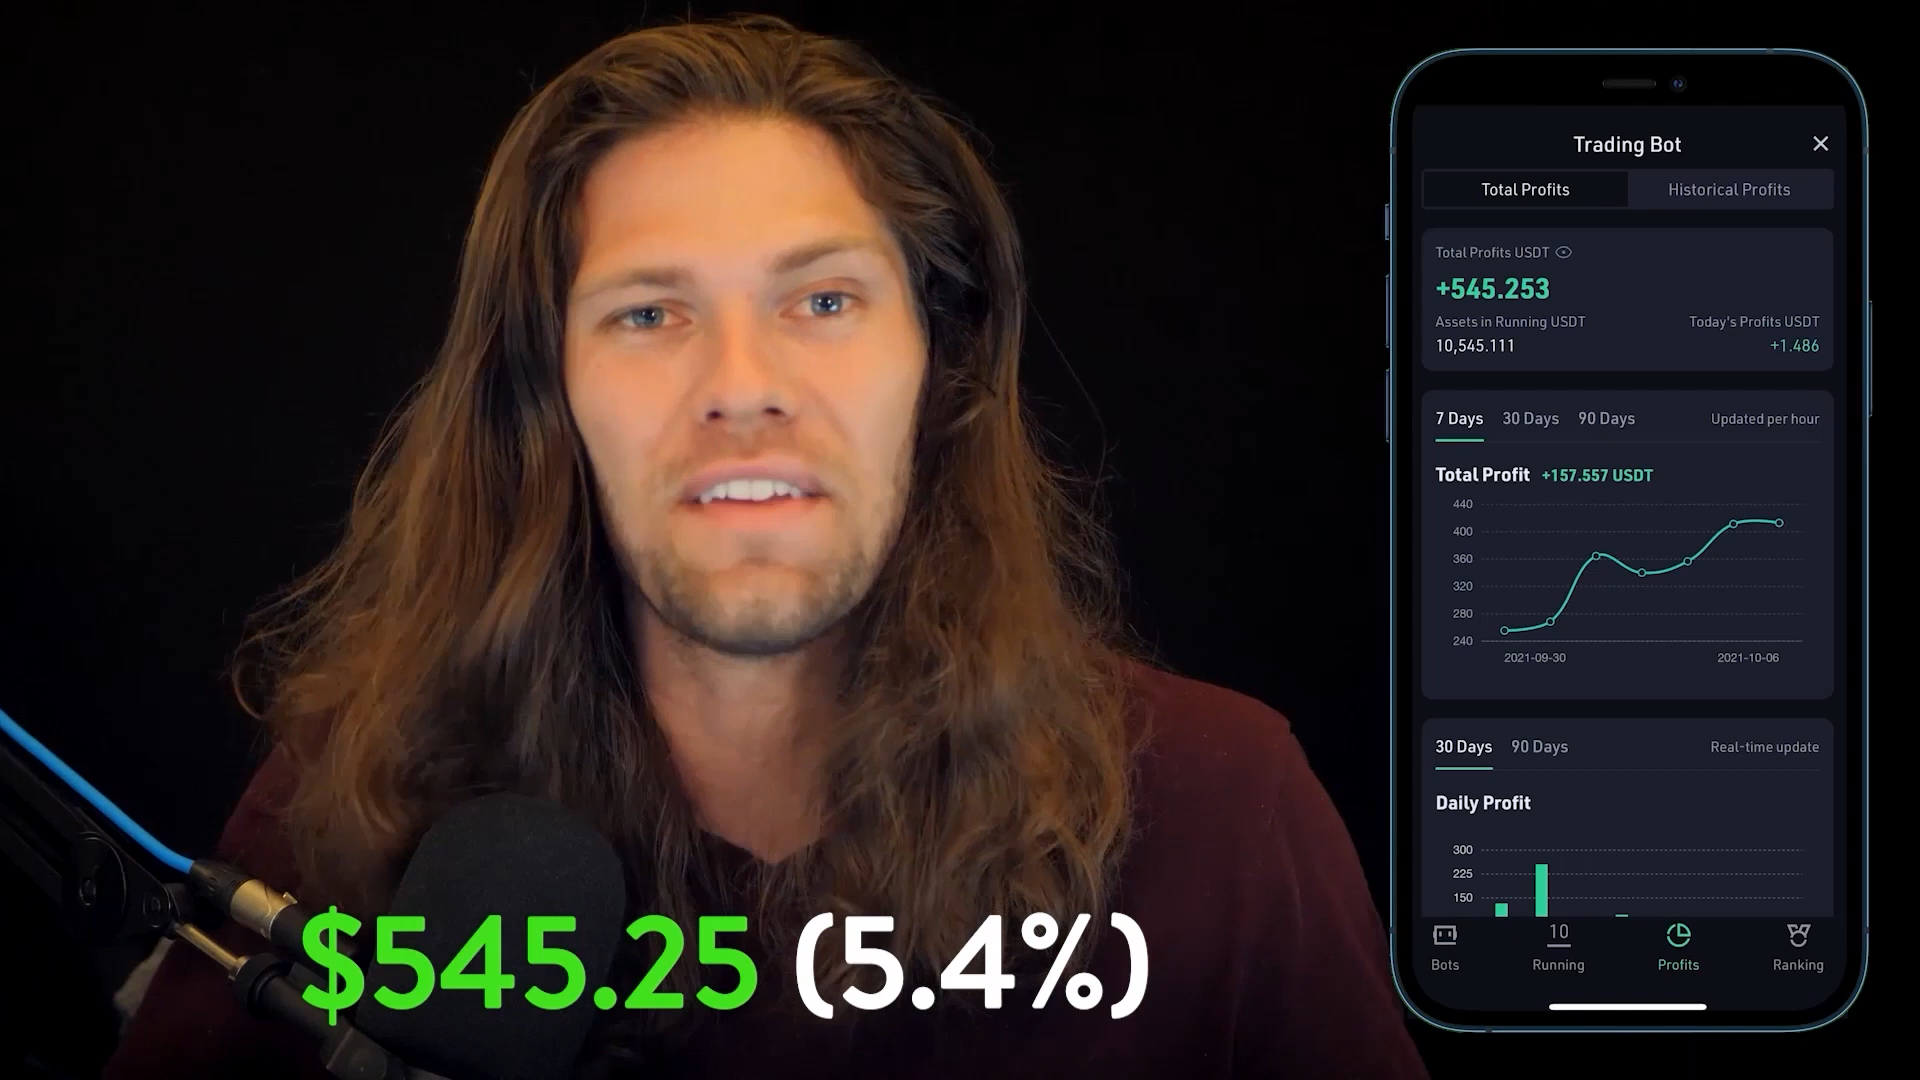 Trading Bot
Total Profits Historical Profits
Total Profits USDT
+545.253
Assets in Running USDT Today's Profits USDT
10,545.111 +1.486
7 Days 30 Days 90 Days Updated per hour
Total Profit +157.557 USDT
440
400
360
320
280
240
2021-09-30 2021-10-06
30 Days 90 Days Real-time update
Daily Profit
300
225
150
10
Bots Running Profits Ranking
$545.25 (5.4%)